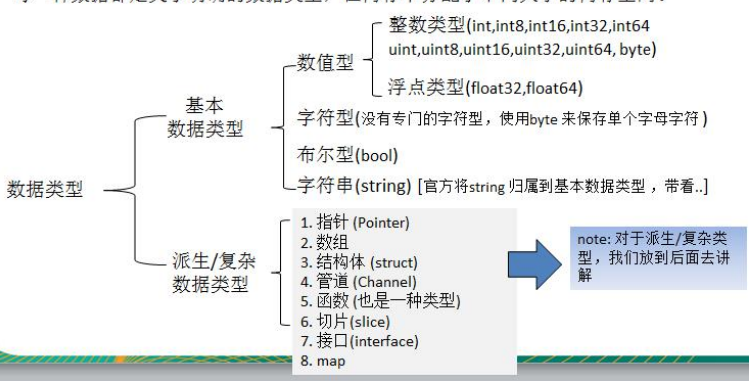 整数类型(int,int8,int16,int32,int64
uint,uint8,uint16,uint32,uint64, byte)
数值型
浮点类型(float32,float64)
基本
数据类型
字符型(没有专门的字符型，使用byte 来保存单个字母字符)
布尔型(bool)
字符串(string) [官方将string 归属到基本数据类型 ，带看..]
数据类型
派生/复杂
数据类型
1. 指针 (Pointer)
2. 数组
3. 结构体 (struct)
4. 管道 (Channel)
5. 函数 (也是一种类型)
6. 切片(slice)
7. 接口(interface)
8. map
note: 对于派生/复杂类
型，我们放到后面去讲
解